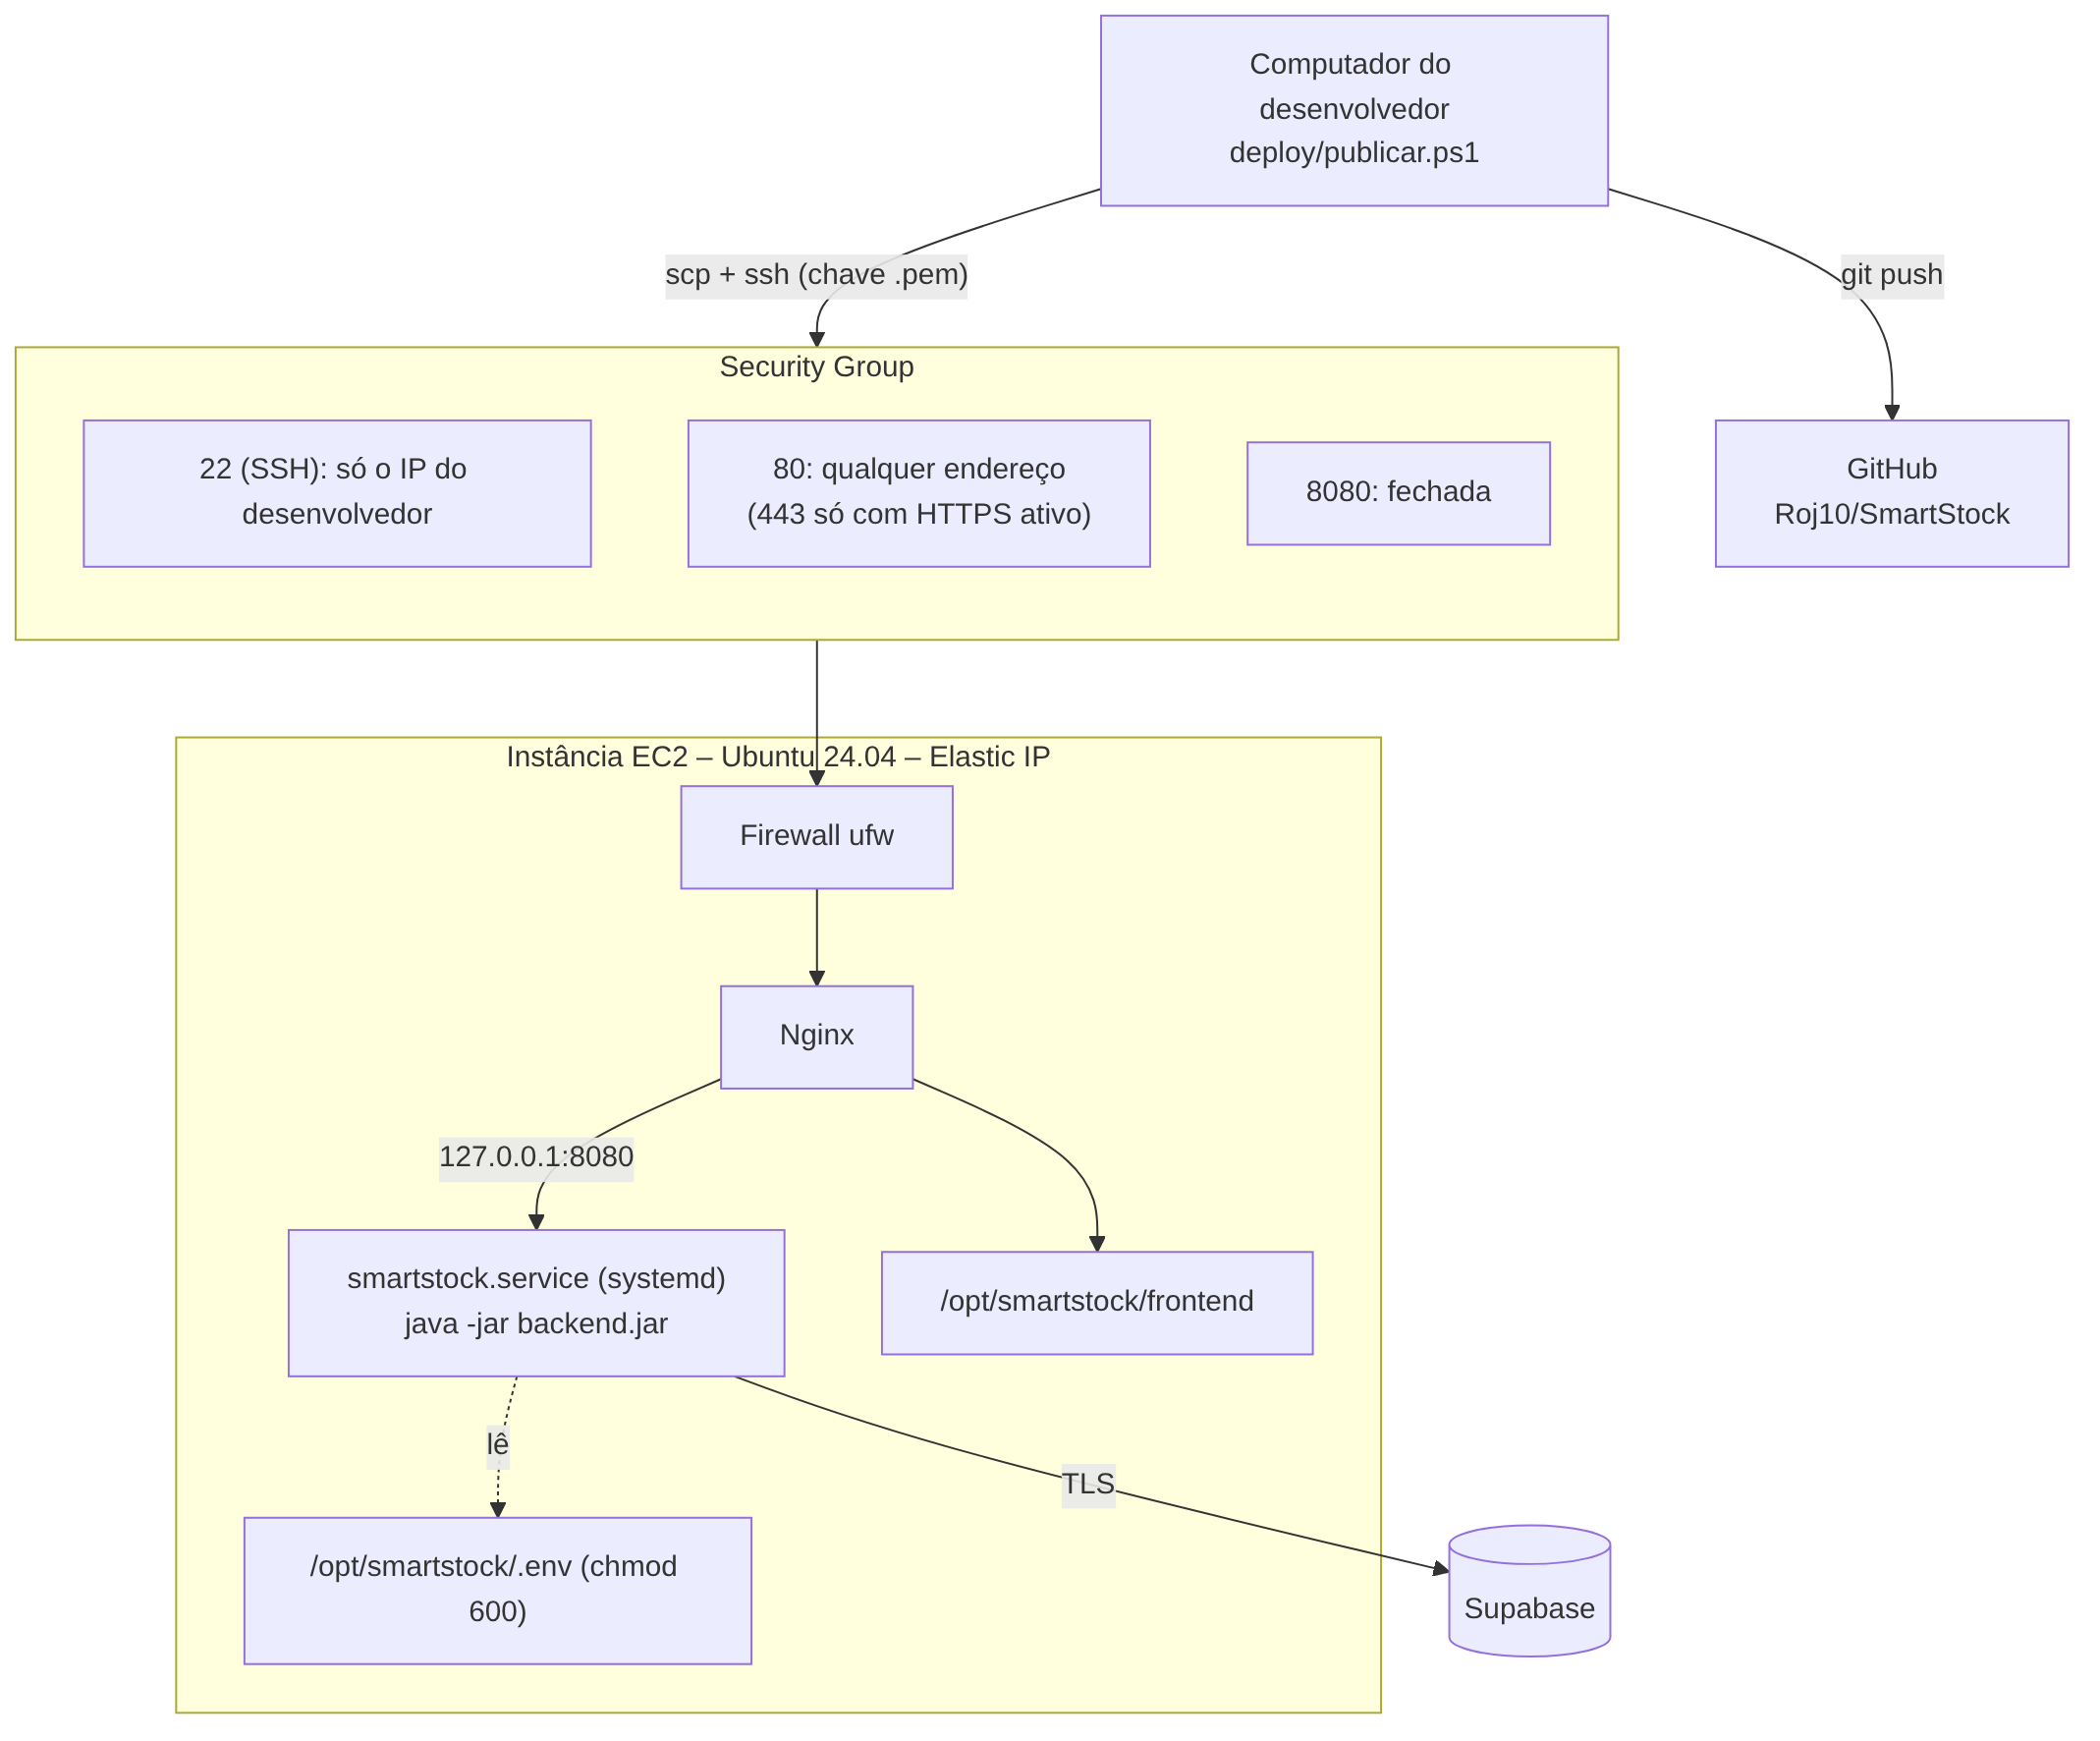 Computador do
desenvolvedor
deploy/publicar.ps1
scp + ssh (chave .pem)
git push
Security Group
22 (SSH): só o IP do
desenvolvedor
80: qualquer endereço
(443 só com HTTPS ativo)
8080: fechada
GitHub
Roj10/SmartStock
Instância EC2 – Ubuntu 24.04 – Elastic IP
Firewall ufw
Nginx
127.0.0.1:8080
smartstock.service (systemd)
java -jar backend.jar
/opt/smartstock/frontend
lê
TLS
/opt/smartstock/.env (chmod
600)
Supabase